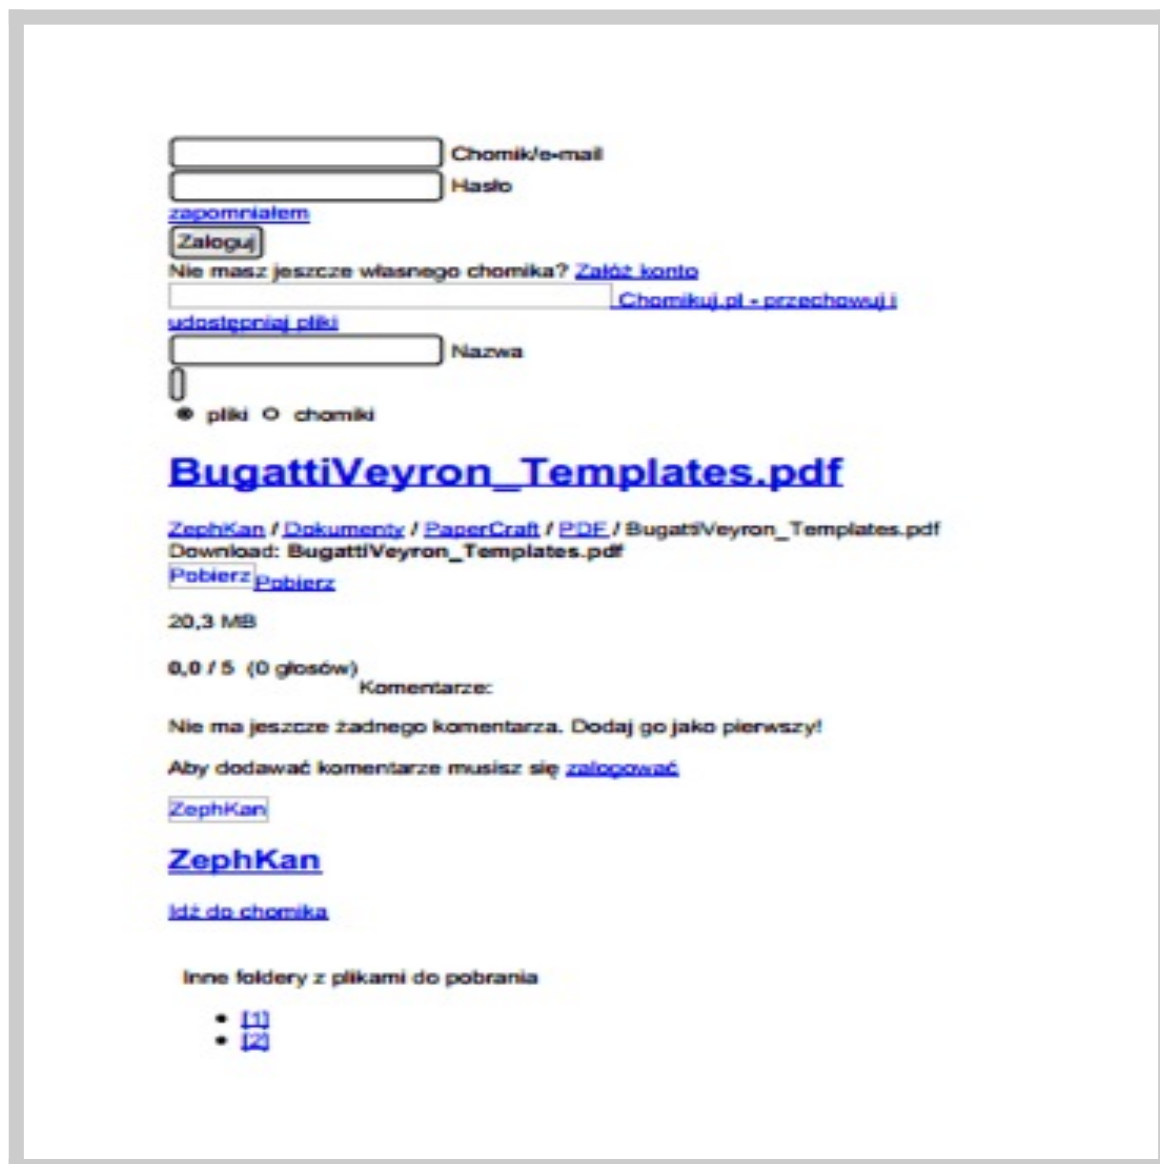 Chomik/e-mail
Hasło
zapomniałem
Zaloguj
Nie masz jeszcze własnego chomika? Załóż konto
Chomikuj.pl - przechowuj i
udostępniaj pliki
Nazwa
pliki chomiki
BugattiVeyron_Templates.pdf
ZephKan / Dokumenty / PaperCraft / PDF / BugattiVeyron_Templates.pdf
Download: BugattiVeyron_Templates.pdf
Pobierz Pobierz
20,3 MB
0,0 / 5 (0 głosów)
Komentarze:
Nie ma jeszcze żadnego komentarza. Dodaj go jako pierwszy!
Aby dodawać komentarze musisz się zalogować
ZephKan
ZephKan
Idź do chomika
Inne foldery z plikami do pobrania
[1]
[2]